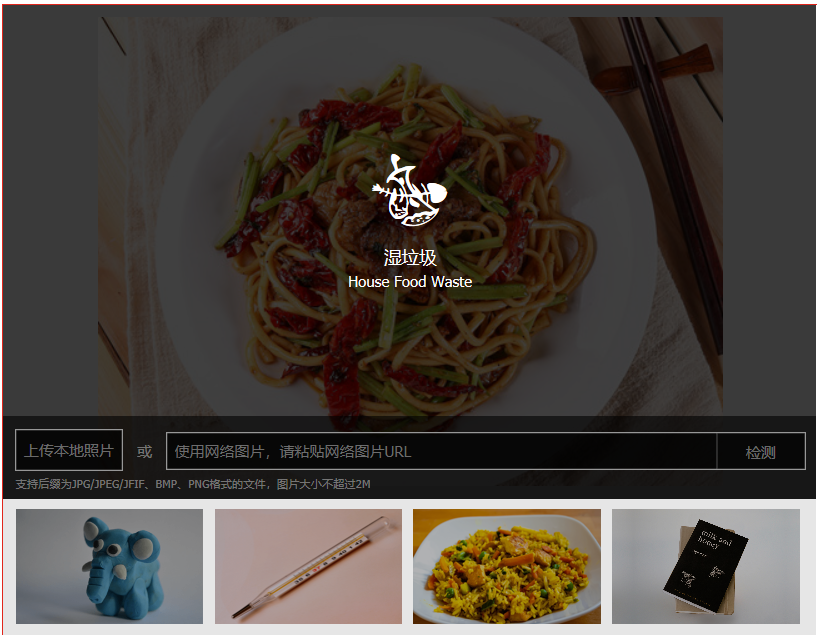 湿垃圾
House Food Waste
上传本地照片
或
使用网络图片，请粘贴网络图片URL
检测
支持后缀为JPG/JPEG/JFIF、BMP、PNG格式的文件，图片大小不超过2M
milk and
honey